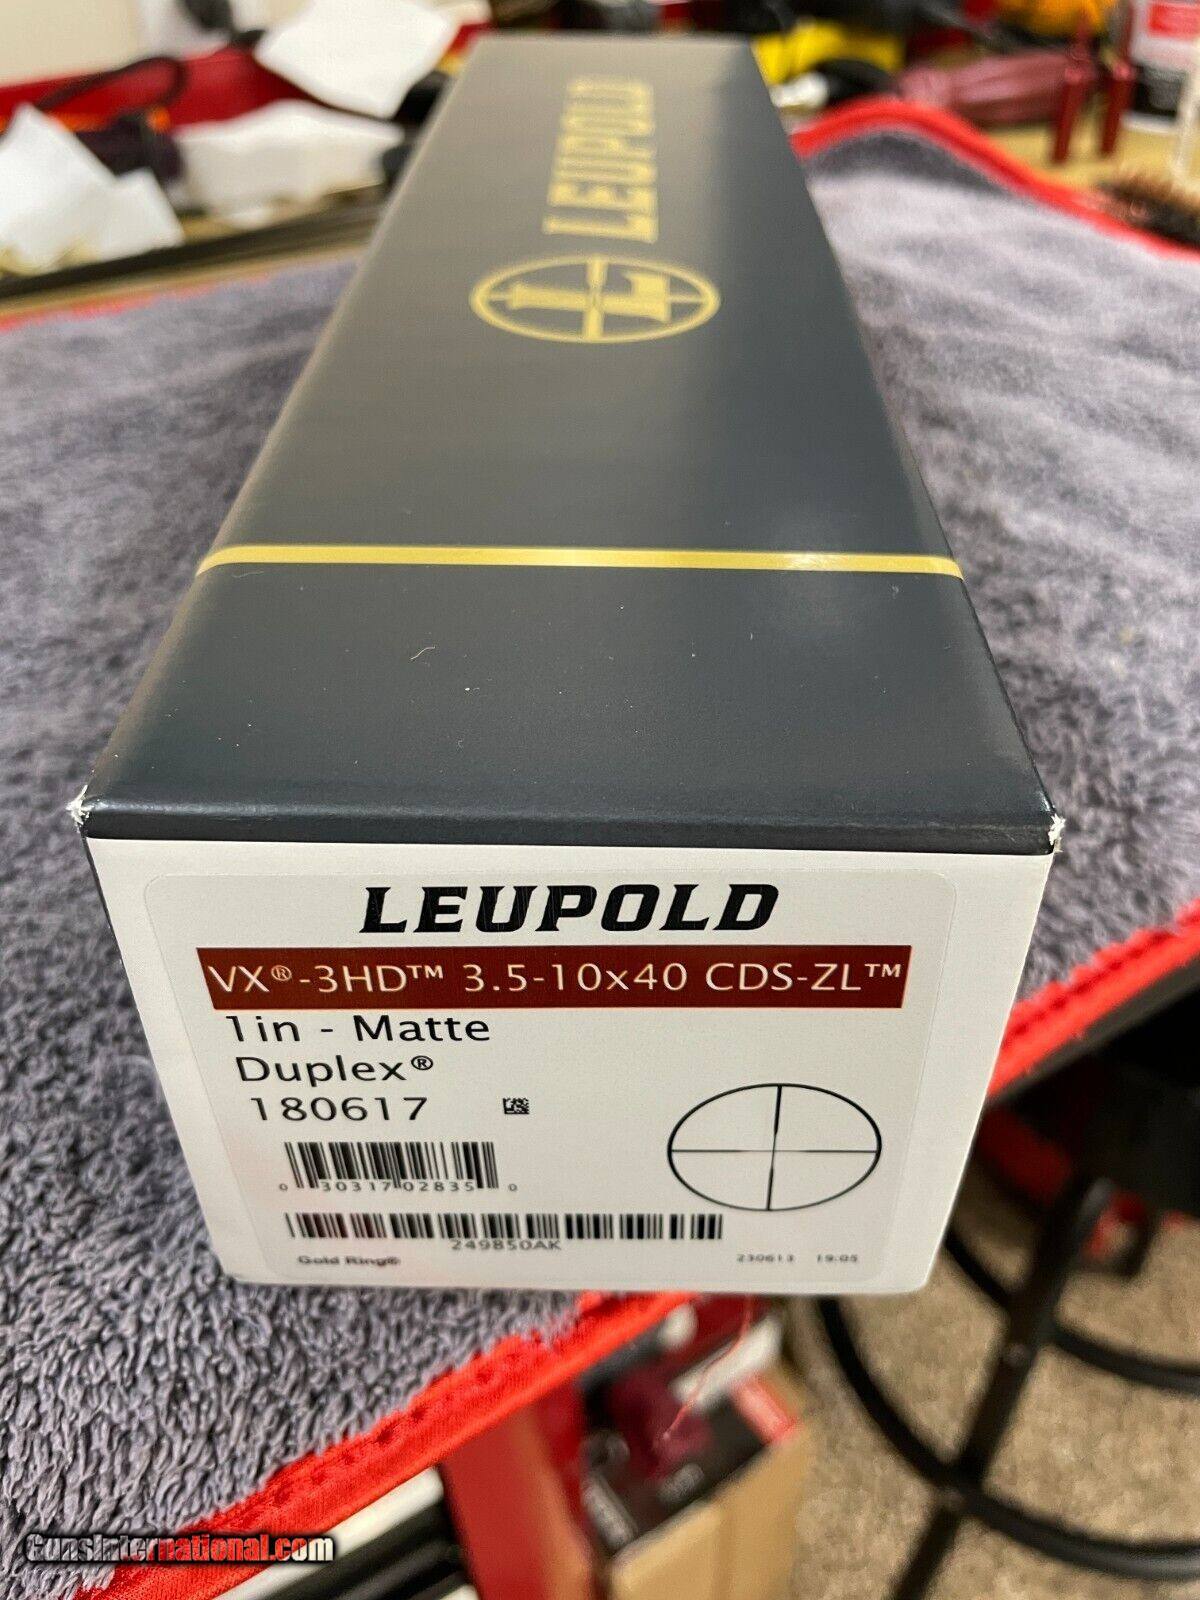 LEUPOLD
L
LEUPOLD
VX®-3HD™ 3.5-10x40 CDS-ZL™
1in - Matte
Duplex®
180617
0 30317 02835 0
249850AK
Gold Ring®
230613 19:05
GunsInternational.com